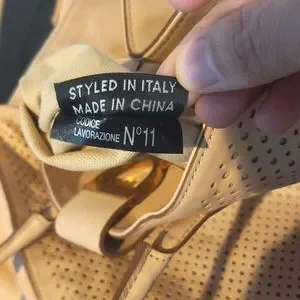 STYLED IN ITALY
MADE IN CHINA
CODICE
LAVORAZIONE N°11